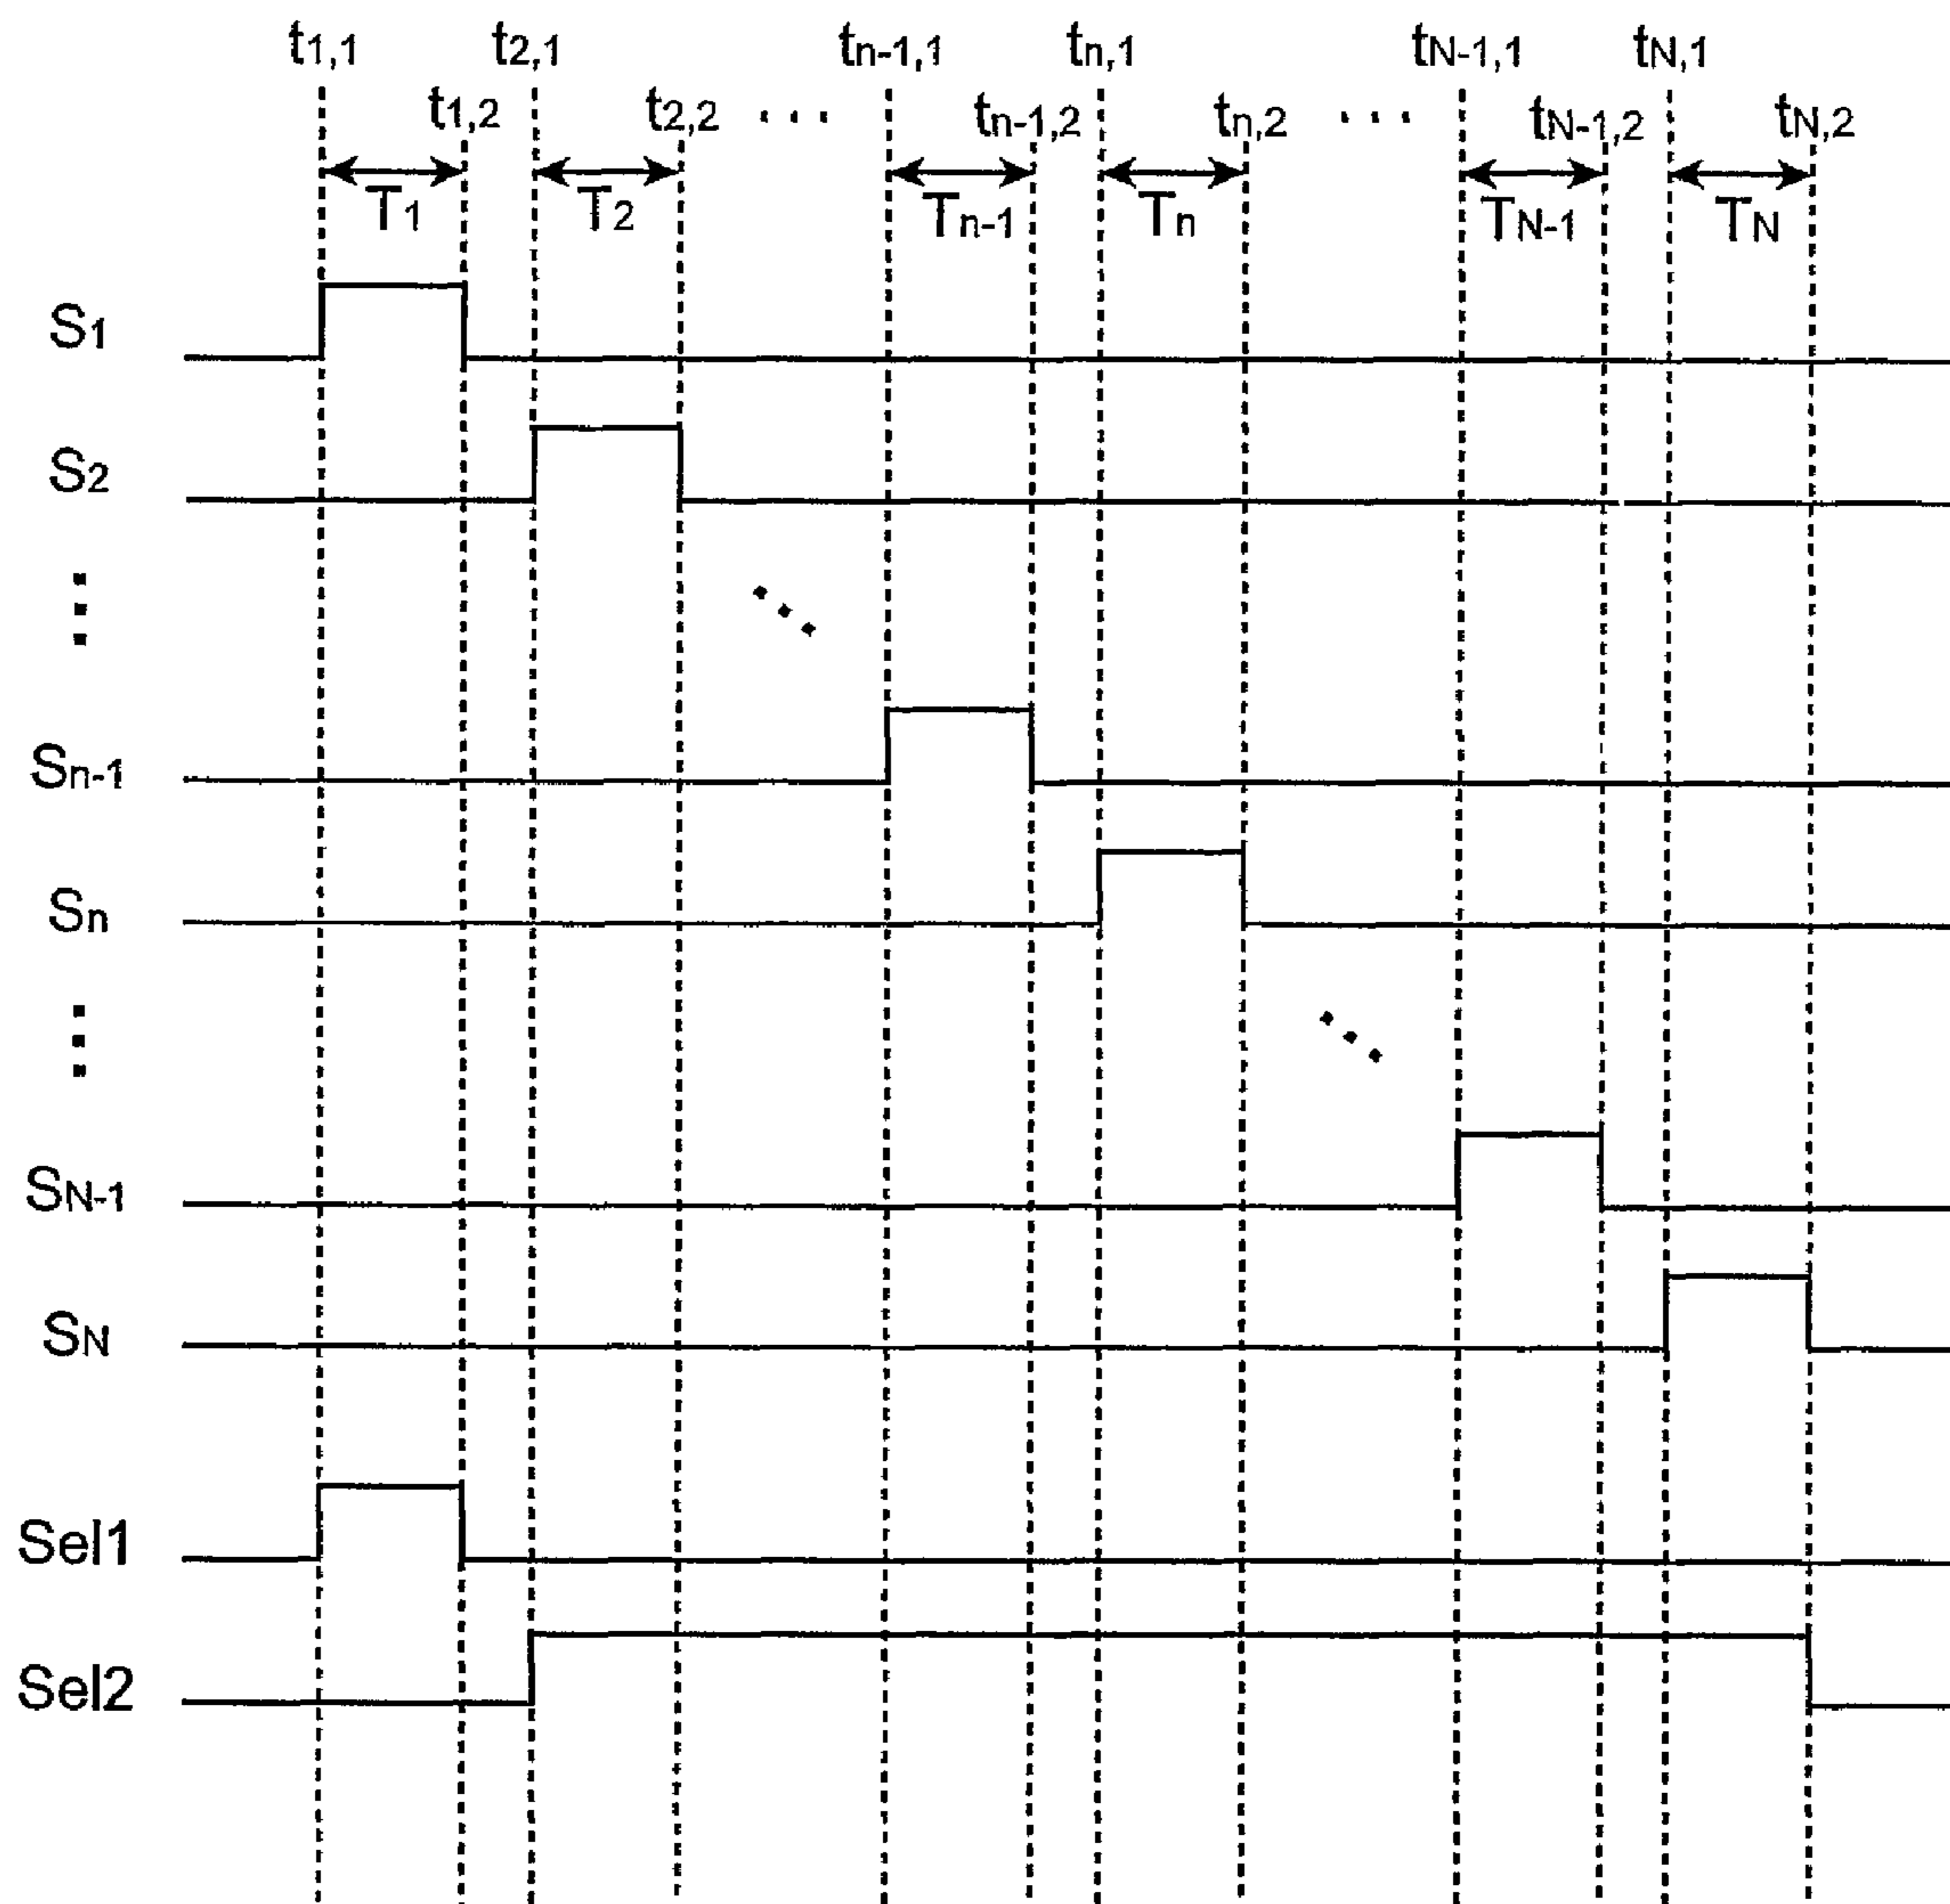 t1,1 t2,1 tn-1,1 tn,1 tN-1,1 tN,1
t1,2 t2,2 ... tn-1,2 tn,2 ... tN-1,2 tN,2
T1 T2 Tn-1 Tn TN-1 TN
S1
S2
Sn-1
Sn
SN-1
SN
Sel1
Sel2